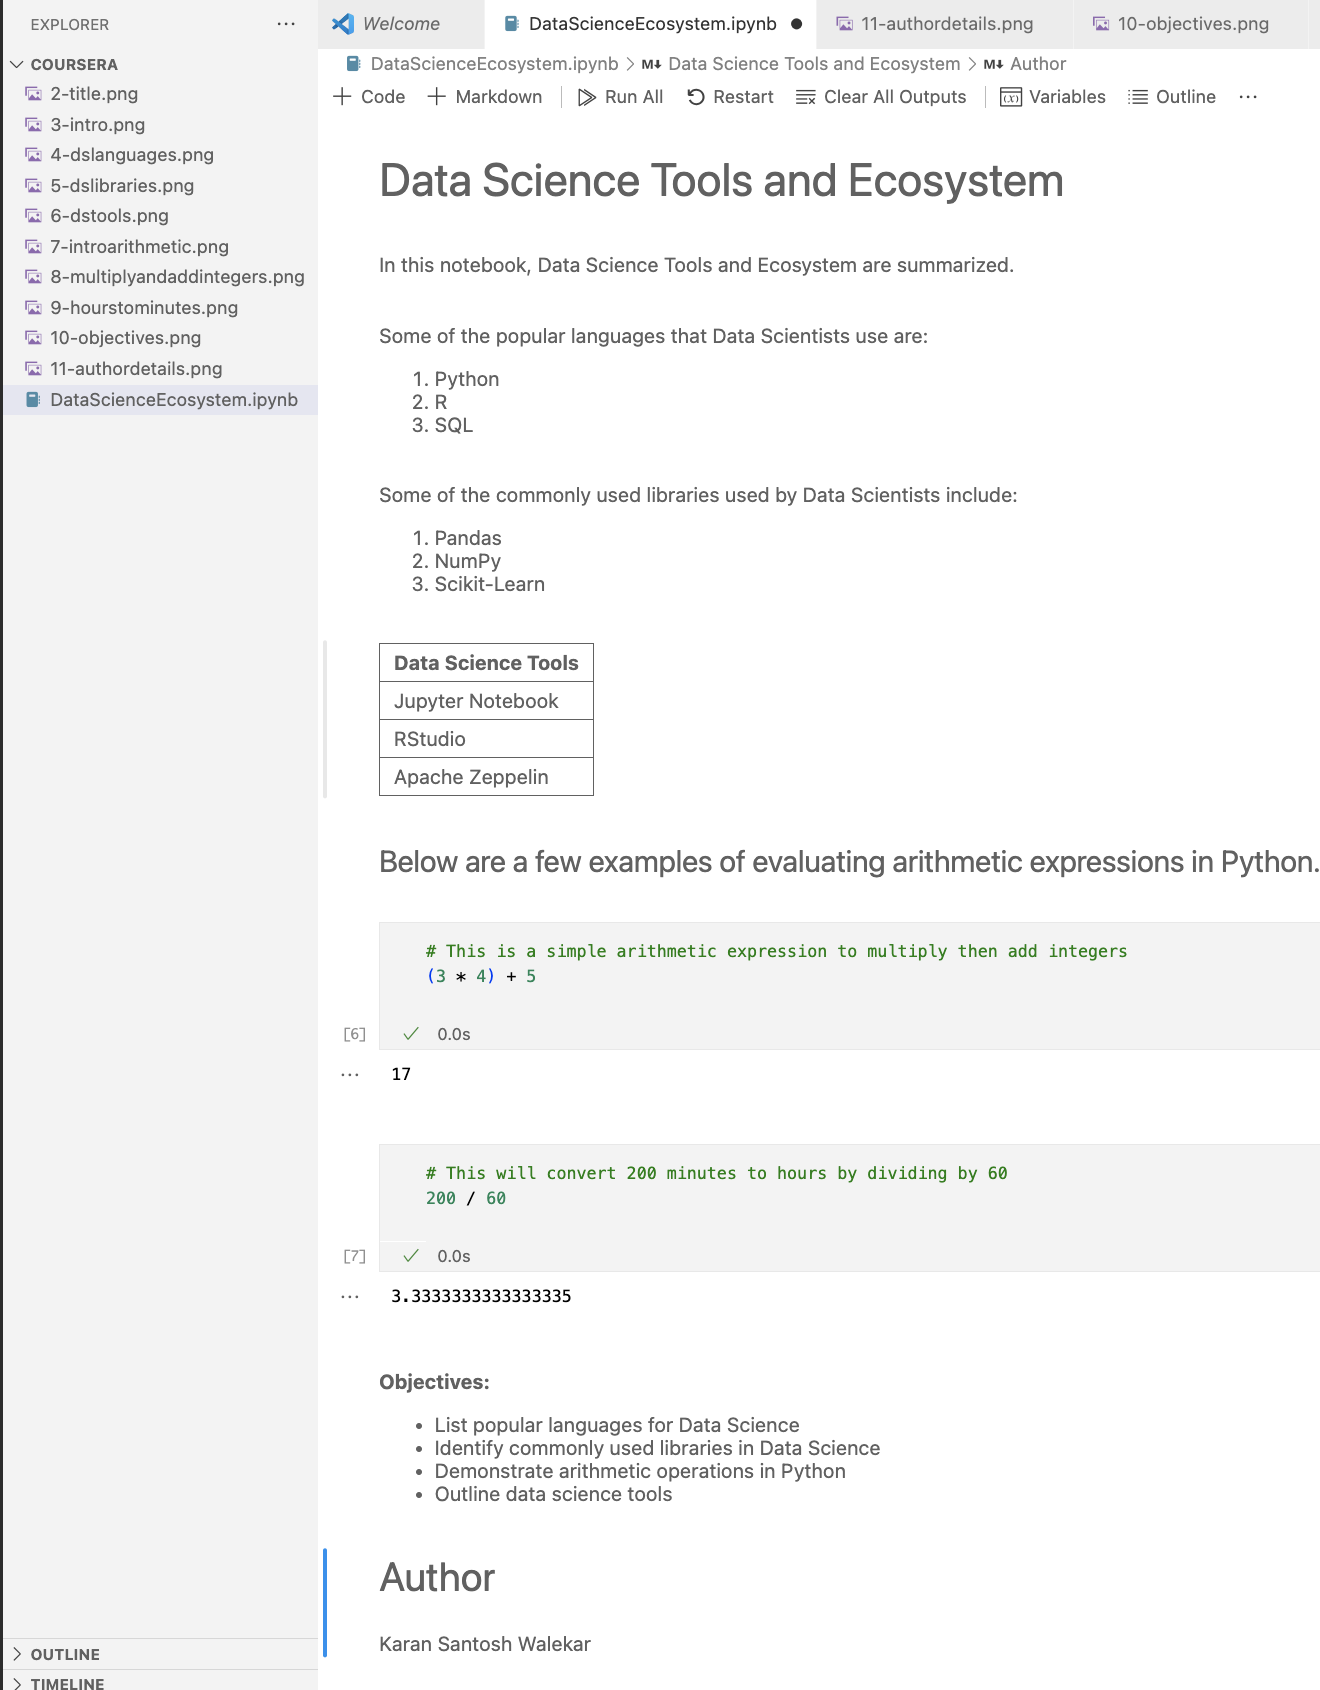 EXPLORER
COURSERA
2-title.png
3-intro.png
4-dslanguages.png
5-dslibraries.png
6-dstools.png
7-introarithmetic.png
8-multiplyandaddintegers.png
9-hourstominutes.png
10-objectives.png
11-authordetails.png
DataScienceEcosystem.ipynb
OUTLINE
TIMELINE
Welcome DataScienceEcosystem.ipynb 11-authordetails.png 10-objectives.png
DataScienceEcosystem.ipynb > M↓ Data Science Tools and Ecosystem > M↓ Author
+ Code + Markdown Run All Restart Clear All Outputs (x) Variables Outline ...
Data Science Tools and Ecosystem
In this notebook, Data Science Tools and Ecosystem are summarized.
Some of the popular languages that Data Scientists use are:
1. Python
2. R
3. SQL
Some of the commonly used libraries used by Data Scientists include:
1. Pandas
2. NumPy
3. Scikit-Learn
Data Science Tools
Jupyter Notebook
RStudio
Apache Zeppelin
Below are a few examples of evaluating arithmetic expressions in Python.
# This is a simple arithmetic expression to multiply then add integers
(3 * 4) + 5
[6] ✓ 0.0s
... 17
# This will convert 200 minutes to hours by dividing by 60
200 / 60
[7] ✓ 0.0s
... 3.3333333333333335
Objectives:
• List popular languages for Data Science
• Identify commonly used libraries in Data Science
• Demonstrate arithmetic operations in Python
• Outline data science tools
Author
Karan Santosh Walekar